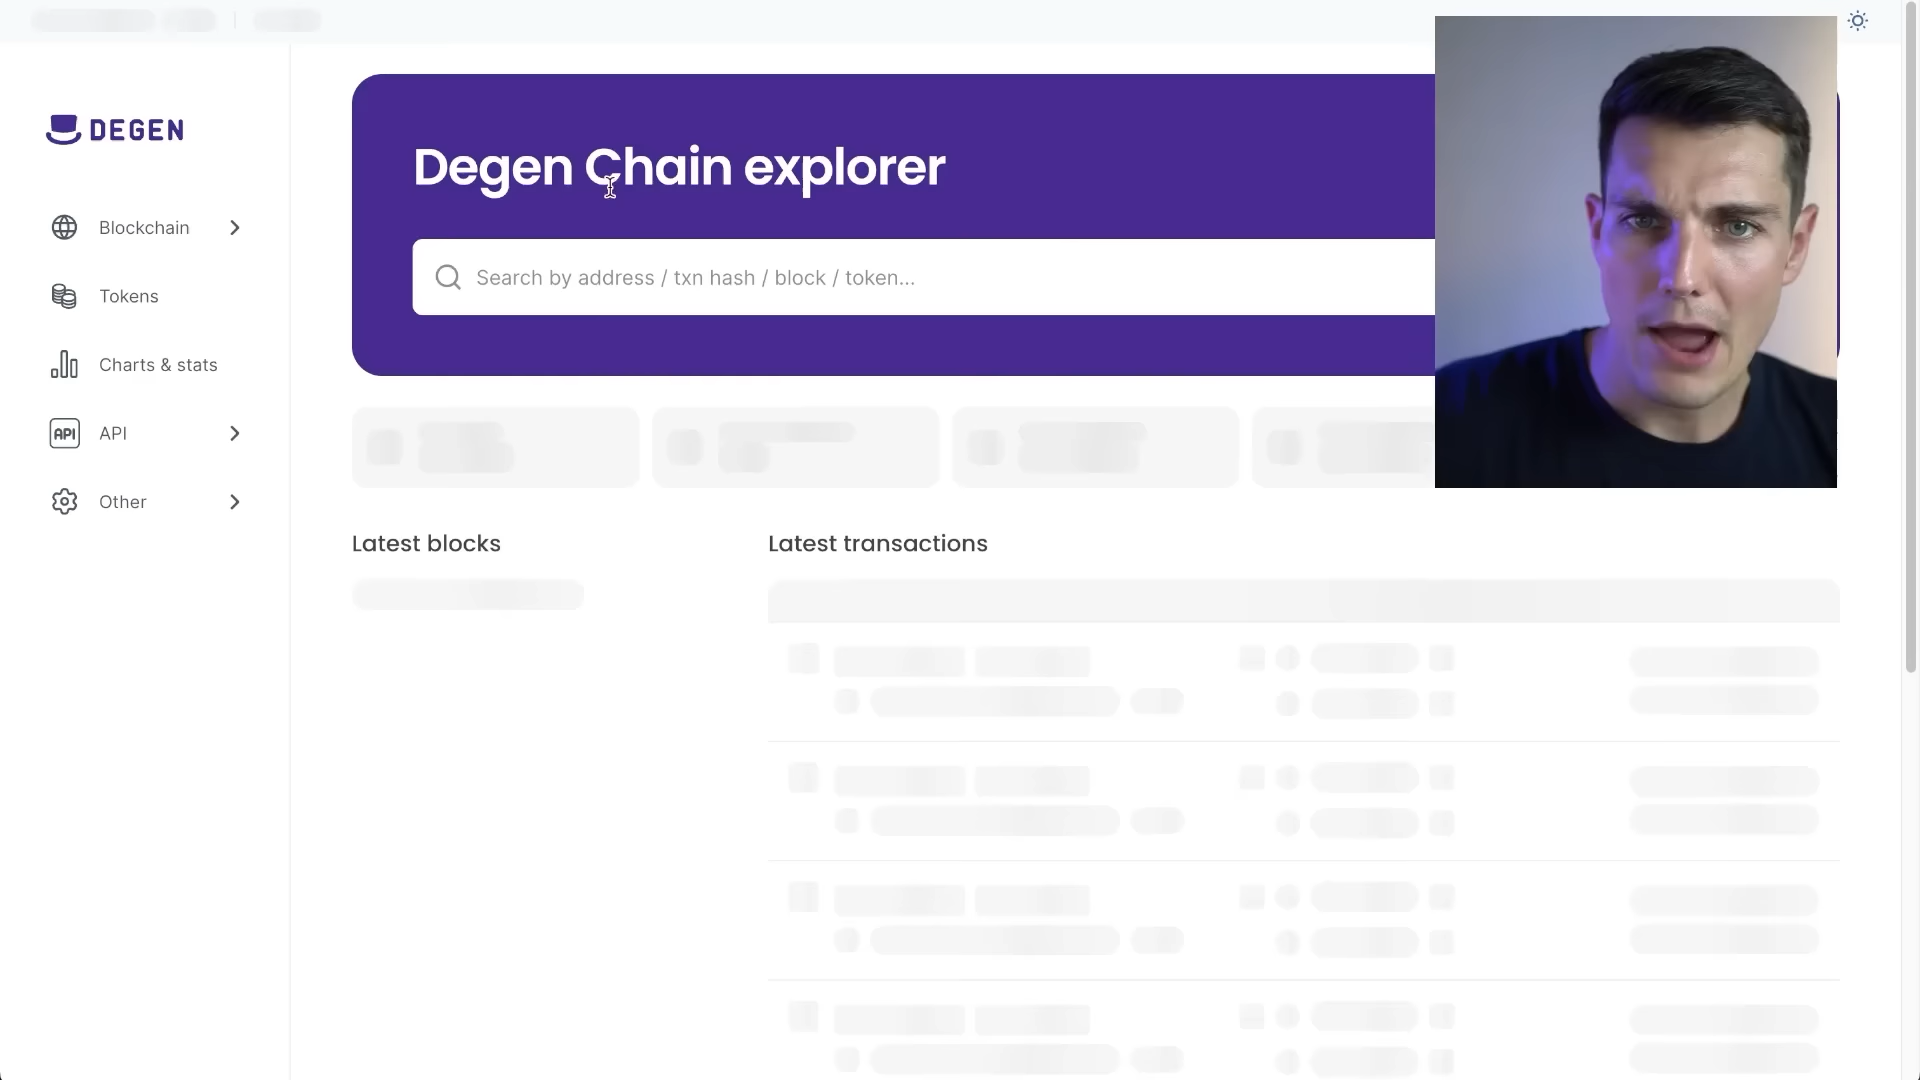 DEGEN
Blockchain
Tokens
Charts & stats
API
API
Other
Degen Chain explorer
Search by address / txn hash / block / token...
Latest blocks
Latest transactions